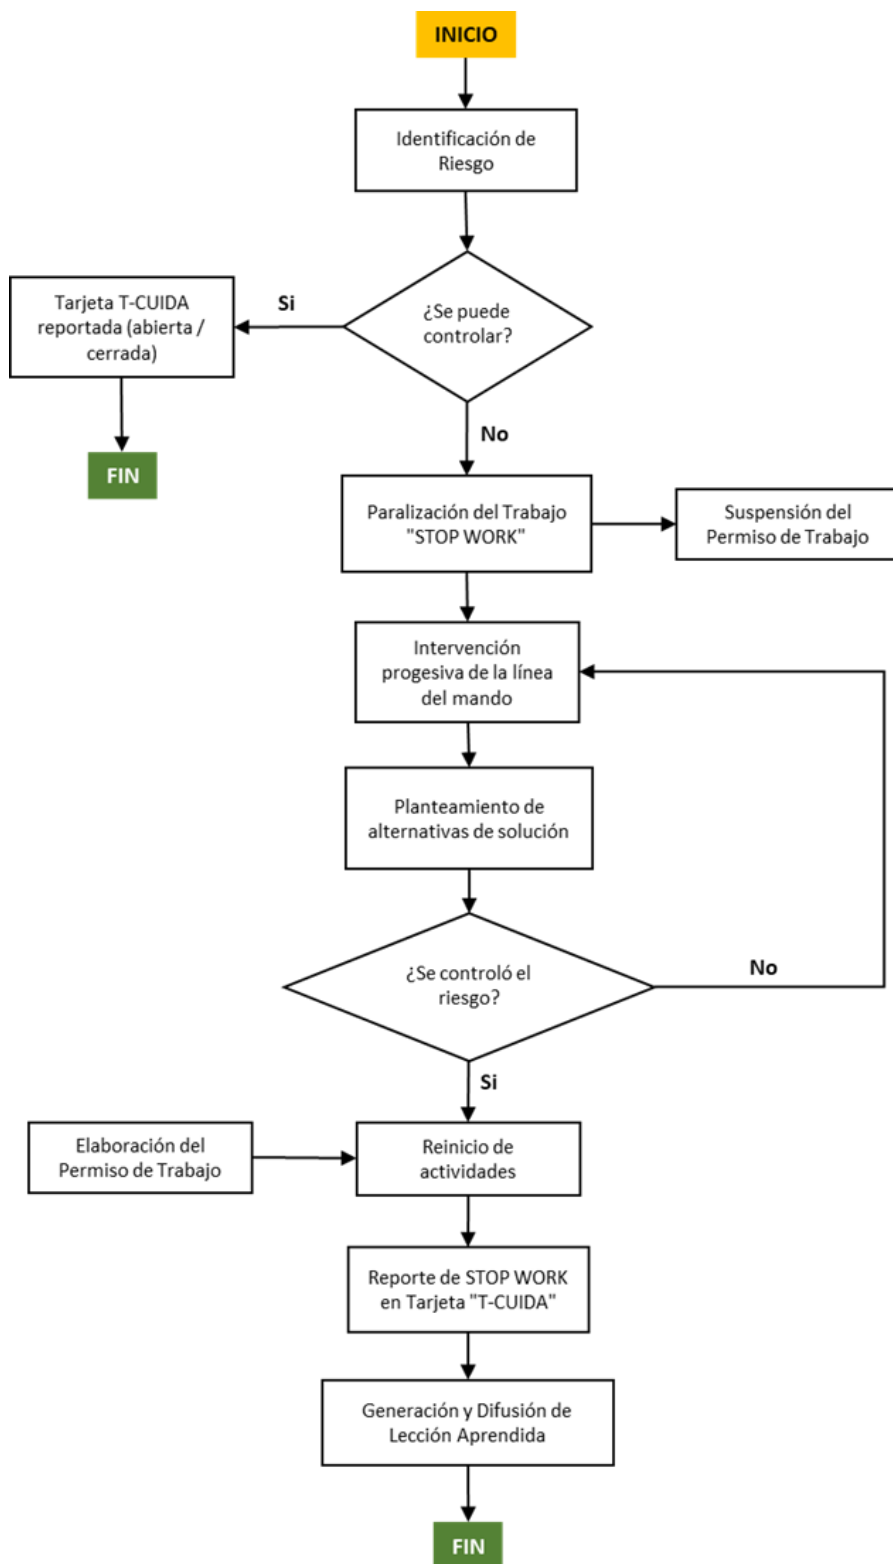 INICIO
Identificación de
Riesgo
¿Se puede
controlar?
Si
Tarjeta T-CUIDA
reportada (abierta /
cerrada)
FIN
No
Paralización del Trabajo
"STOP WORK"
Suspensión del
Permiso de Trabajo
Intervención
progesiva de la línea
del mando
Planteamiento de
alternativas de solución
¿Se controló el
riesgo?
No
Si
Elaboración del
Permiso de Trabajo
Reinicio de
actividades
Reporte de STOP WORK
en Tarjeta "T-CUIDA"
Generación y Difusión de
Lección Aprendida
FIN